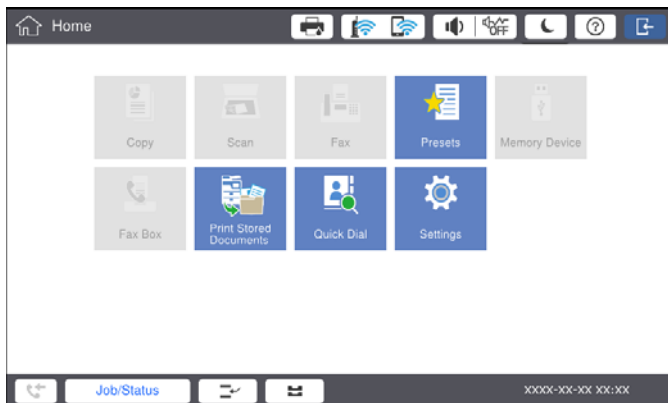 Home
OFF
?
Copy
Scan
Fax
Presets
Memory Device
Fax Box
Print Stored
Documents
Quick Dial
Settings
Job/Status
XXXX-XX-XX XX:XX